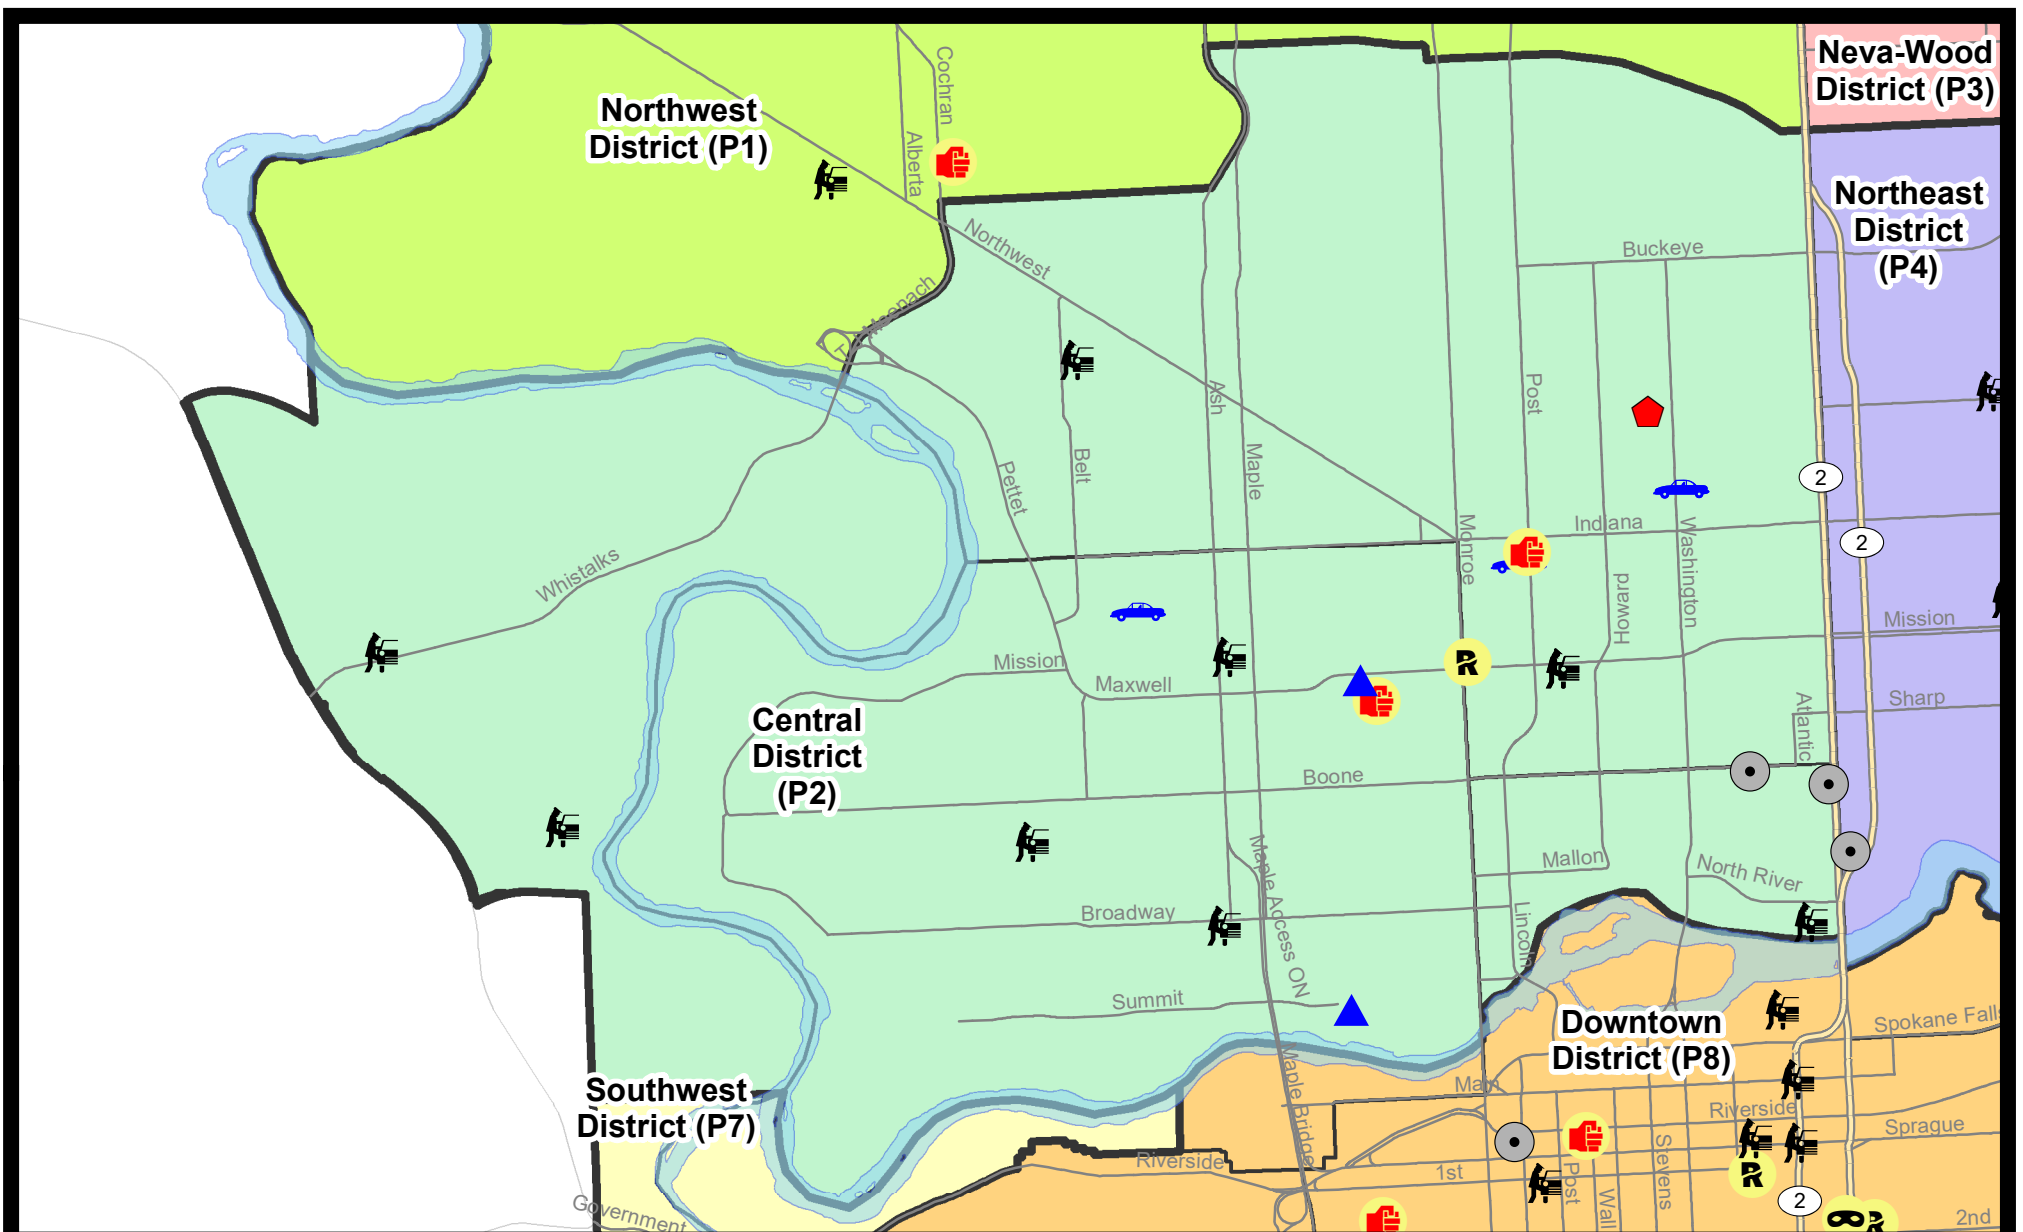 Neva-Wood
District (P3)
Northwest
District (P1)
Cochran
Alberta
Northeast
District
(P4)
Northwest
Buckeye
Ash
Maple
Post
Belt
Pettet
2
Indiana
Monroe
Washington
2
Whistalks
Howard
Mission
Mission
Maxwell
R
Sharp
Atlantic
Central
District
(P2)
Boone
Mallon
North River
Maple Access ON
Broadway
Lincoln
Summit
Downtown
District (P8)
Spokane Falls
Southwest
District (P7)
Main
Maple Bridge
Riverside
Sprague
Riverside
1st
Post
Wall
Stevens
R
2
Government
R
2nd